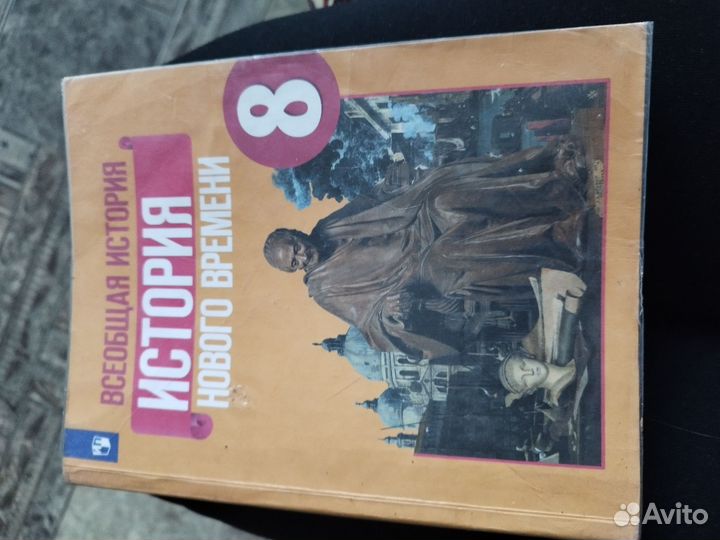 ВСЕОБЩАЯ ИСТОРИЯ
ИСТОРИЯ
НОВОГО ВРЕМЕНИ
8
Avito